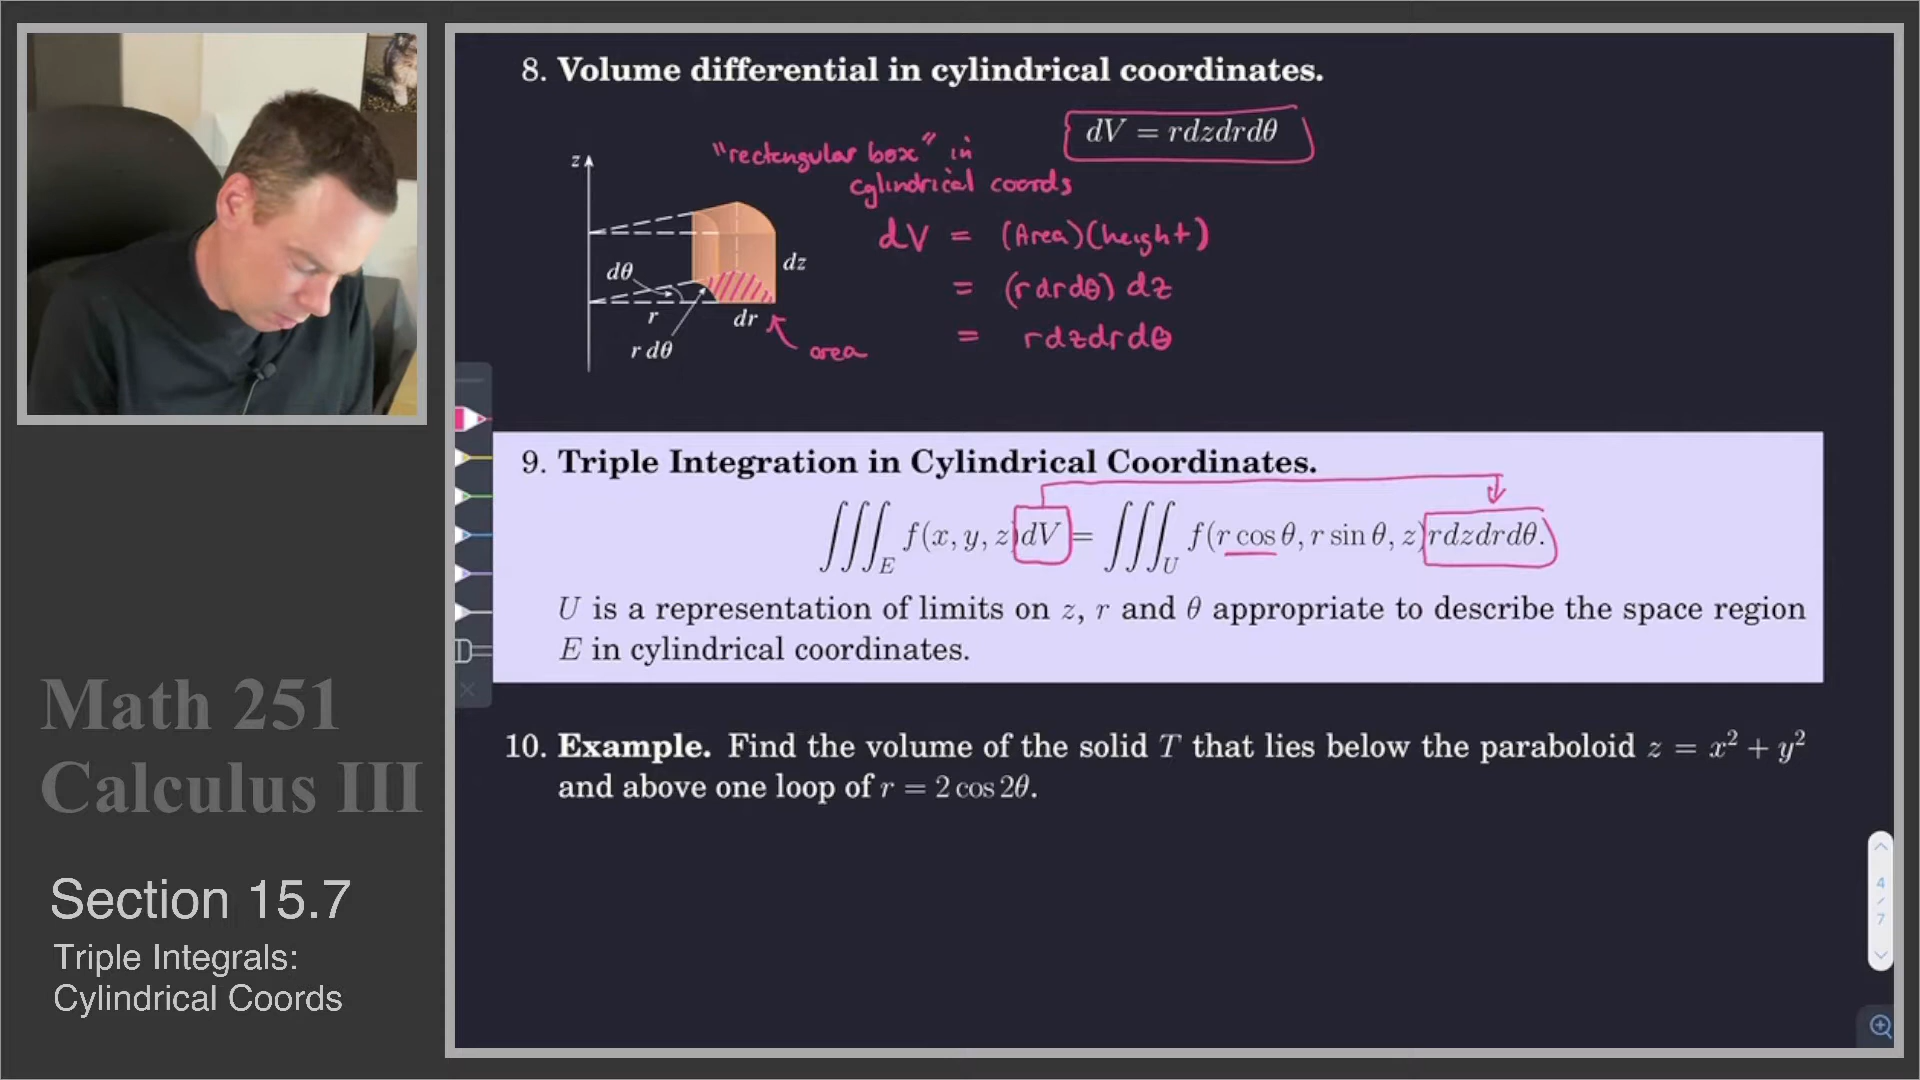 8. Volume differential in cylindrical coordinates.
dV = rdzdrdθ
"rectangular box" in
cylindrical coords
z
dV = (Area)(height)
dz
dθ
= (rdrdθ) dz
r
dr
= rdzdrdθ
r dθ
area
9. Triple Integration in Cylindrical Coordinates.
∭_E f(x, y, z)dV = ∭_U f(r cos θ, r sin θ, z)rdzdrdθ.
U is a representation of limits on z, r and θ appropriate to describe the space region
E in cylindrical coordinates.
10. Example. Find the volume of the solid T that lies below the paraboloid z = x² + y²
and above one loop of r = 2 cos 2θ.
Math 251
Calculus III
Section 15.7
Triple Integrals:
Cylindrical Coords
4
/
7